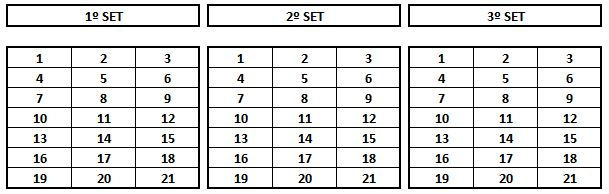 1º SET 2º SET 3º SET
1 2 3 1 2 3 1 2 3
4 5 6 4 5 6 4 5 6
7 8 9 7 8 9 7 8 9
10 11 12 10 11 12 10 11 12
13 14 15 13 14 15 13 14 15
16 17 18 16 17 18 16 17 18
19 20 21 19 20 21 19 20 21